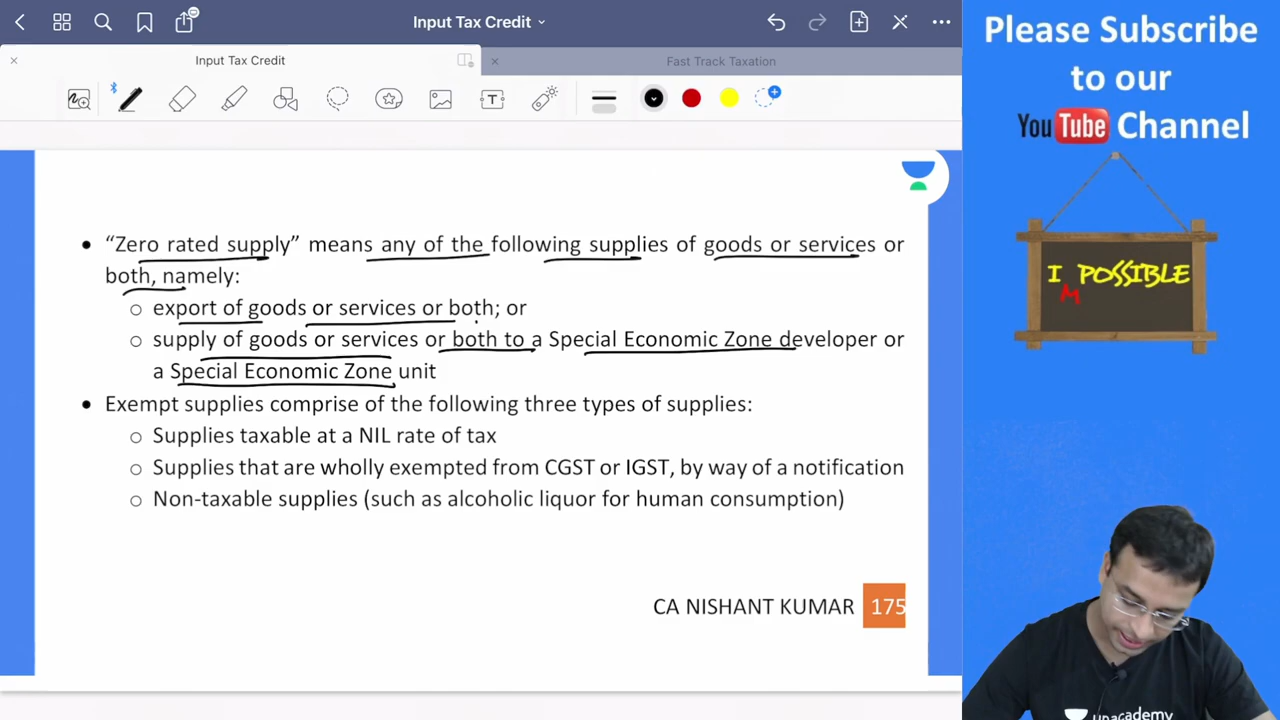 Input Tax Credit
Input Tax Credit
Fast Track Taxation
T
• “Zero rated supply” means any of the following supplies of goods or services or
both, namely:
○ export of goods or services or both; or
○ supply of goods or services or both to a Special Economic Zone developer or
a Special Economic Zone unit
• Exempt supplies comprise of the following three types of supplies:
○ Supplies taxable at a NIL rate of tax
○ Supplies that are wholly exempted from CGST or IGST, by way of a notification
○ Non-taxable supplies (such as alcoholic liquor for human consumption)
CA NISHANT KUMAR 175
Please Subscribe
to our
YouTube Channel
I POSSIBLE
M
unacademy